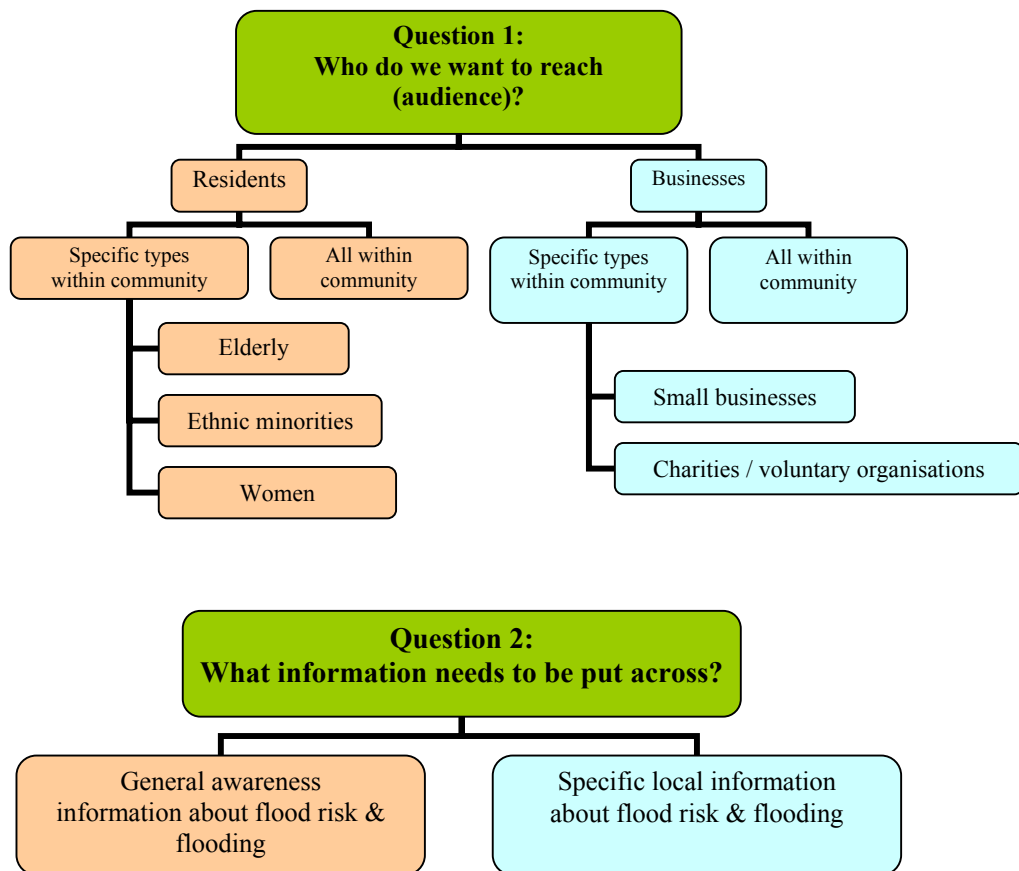 Question 1:
Who do we want to reach
(audience)?
Residents
Businesses
Specific types
within community
All within
community
Specific types
within community
All within
community
Elderly
Ethnic minorities
Women
Small businesses
Charities / voluntary organisations
Question 2:
What information needs to be put across?
General awareness
information about flood risk &
flooding
Specific local information
about flood risk & flooding